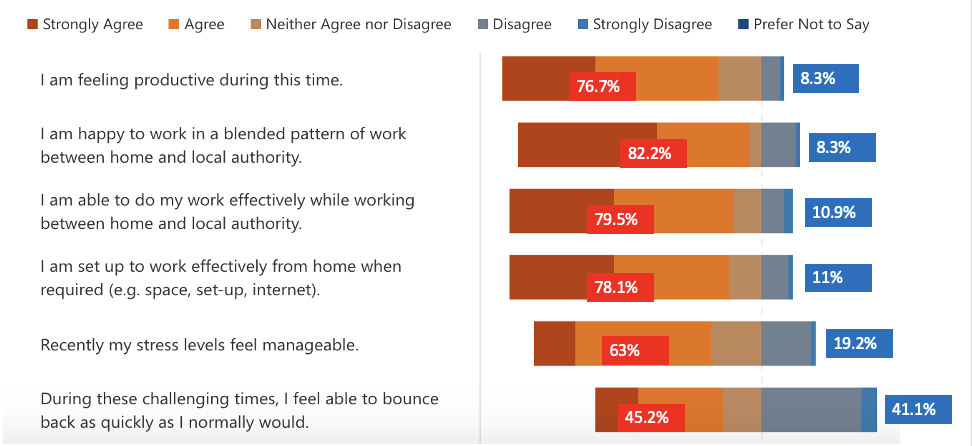 Strongly Agree Agree Neither Agree nor Disagree Disagree Strongly Disagree Prefer Not to Say
I am feeling productive during this time.
76.7% 8.3%
I am happy to work in a blended pattern of work
between home and local authority.
82.2% 8.3%
I am able to do my work effectively while working
between home and local authority.
79.5% 10.9%
I am set up to work effectively from home when
required (e.g. space, set-up, internet).
78.1% 11%
Recently my stress levels feel manageable.
63% 19.2%
During these challenging times, I feel able to bounce
back as quickly as I normally would.
45.2% 41.1%